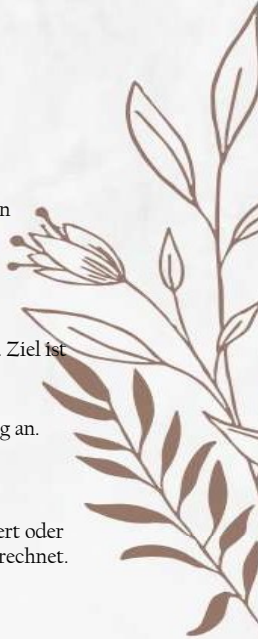 n
. Ziel ist
g an.
ert oder
rechnet.